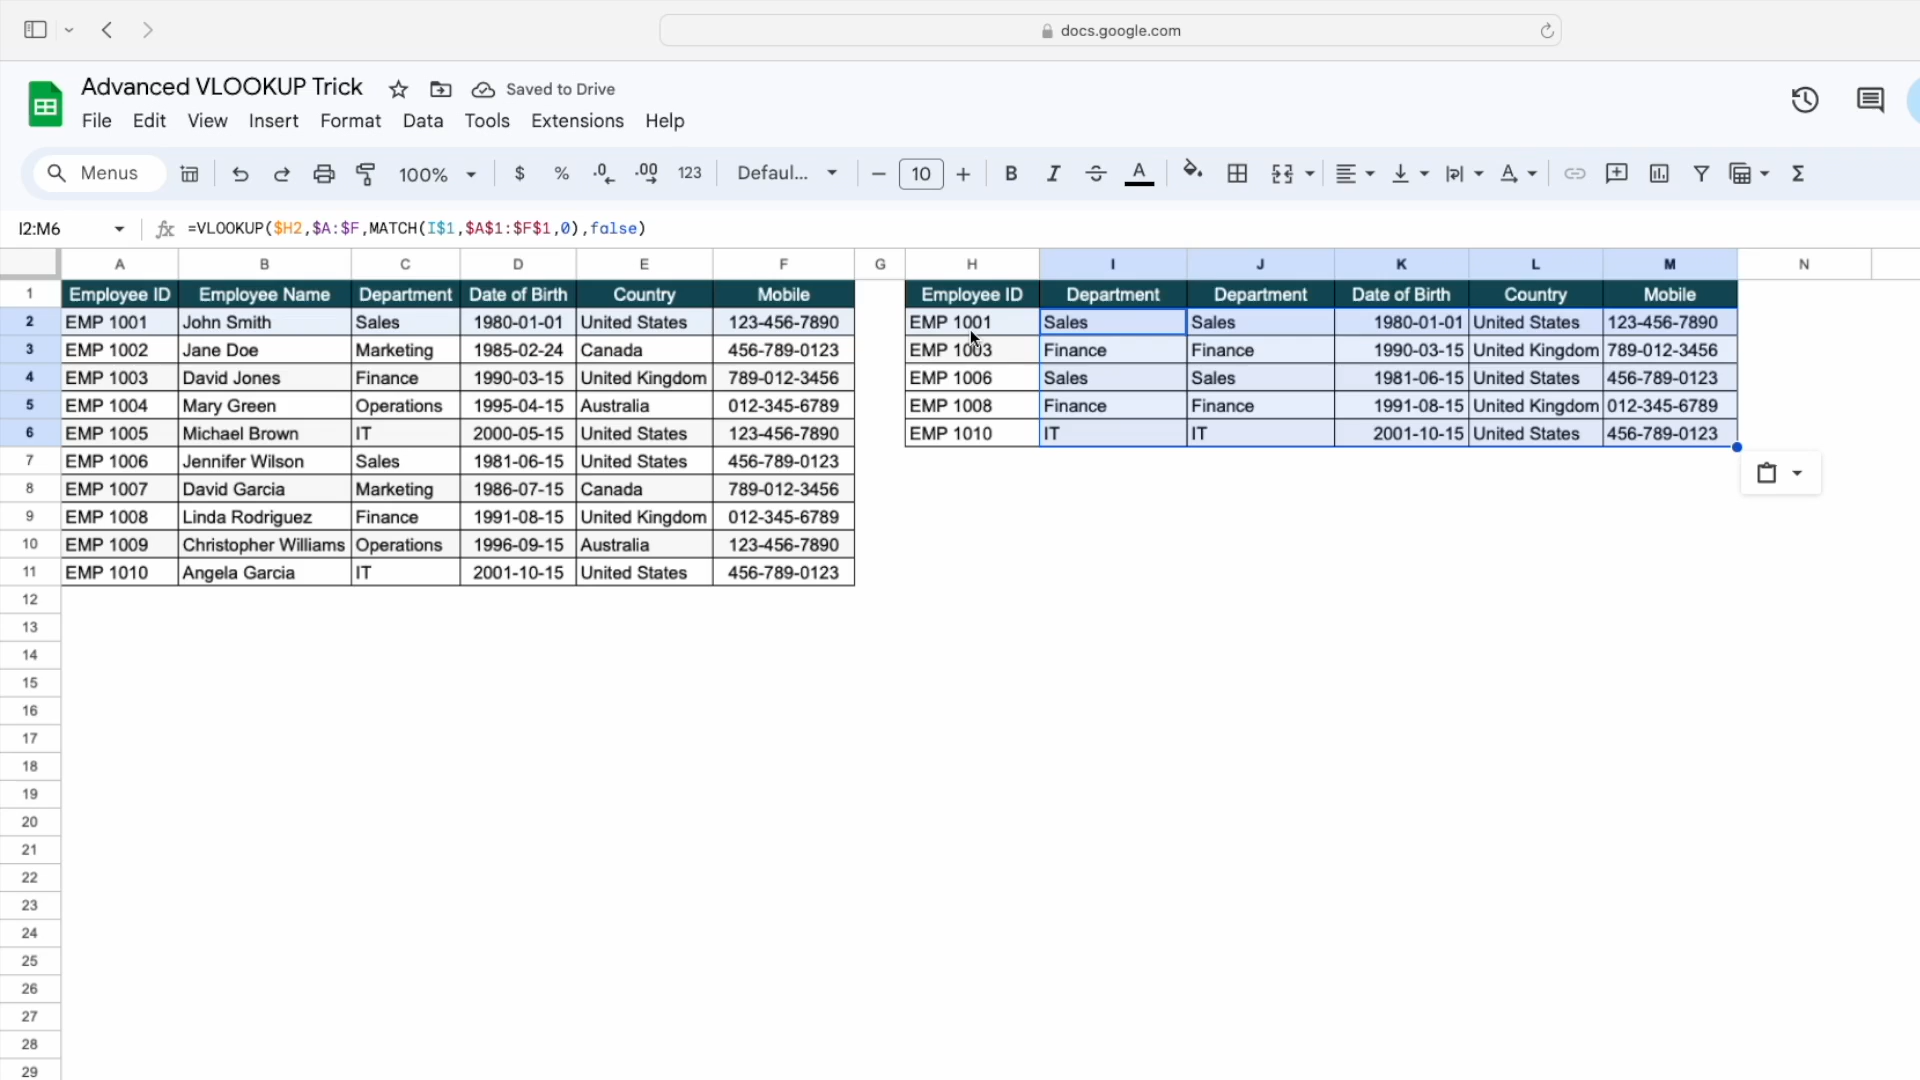 docs.google.com
Advanced VLOOKUP Trick Saved to Drive
File Edit View Insert Format Data Tools Extensions Help
Menus 100% $ % .0 .00 123 Defaul... − 10 + B I S A A Σ
I2:M6 fx =VLOOKUP($H2,$A:$F,MATCH(I$1,$A$1:$F$1,0),false)
A B C D E F G H I J K L M N
1 Employee ID Employee Name Department Date of Birth Country Mobile Employee ID Department Department Date of Birth Country Mobile
2 EMP 1001 John Smith Sales 1980-01-01 United States 123-456-7890 EMP 1001 Sales Sales 1980-01-01 United States 123-456-7890
3 EMP 1002 Jane Doe Marketing 1985-02-24 Canada 456-789-0123 EMP 1003 Finance Finance 1990-03-15 United Kingdom 789-012-3456
4 EMP 1003 David Jones Finance 1990-03-15 United Kingdom 789-012-3456 EMP 1006 Sales Sales 1981-06-15 United States 456-789-0123
5 EMP 1004 Mary Green Operations 1995-04-15 Australia 012-345-6789 EMP 1008 Finance Finance 1991-08-15 United Kingdom 012-345-6789
6 EMP 1005 Michael Brown IT 2000-05-15 United States 123-456-7890 EMP 1010 IT IT 2001-10-15 United States 456-789-0123
7 EMP 1006 Jennifer Wilson Sales 1981-06-15 United States 456-789-0123
8 EMP 1007 David Garcia Marketing 1986-07-15 Canada 789-012-3456
9 EMP 1008 Linda Rodriguez Finance 1991-08-15 United Kingdom 012-345-6789
10 EMP 1009 Christopher Williams Operations 1996-09-15 Australia 123-456-7890
11 EMP 1010 Angela Garcia IT 2001-10-15 United States 456-789-0123
12
13
14
15
16
17
18
19
20
21
22
23
24
25
26
27
28
29